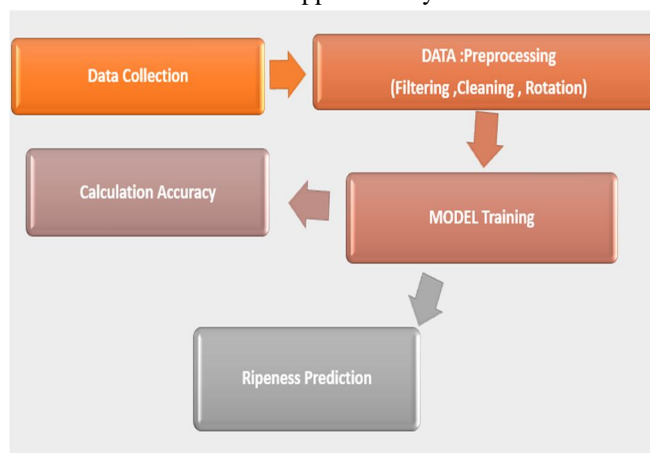 Data Collection
DATA :Preprocessing
(Filtering ,Cleaning , Rotation)
Calculation Accuracy
MODEL Training
Ripeness Prediction